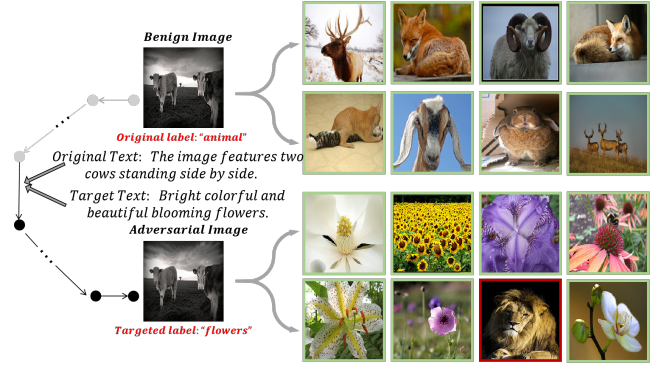 Benign Image
Original label: "animal"
Original Text: The image features two
cows standing side by side.
Target Text: Bright colorful and
beautiful blooming flowers.
Adversarial Image
Targeted label: "flowers"